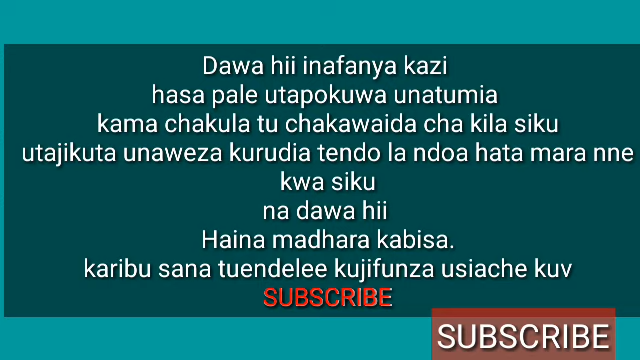 Dawa hii inafanya kazi
hasa pale utapokuwa unatumia
kama chakula tu chakawaida cha kila siku
utajikuta unaweza kurudia tendo la ndoa hata mara nne
kwa siku
na dawa hii
Haina madhara kabisa.
karibu sana tuendelee kujifunza usiache kuv
SUBSCRIBE
SUBSCRIBE